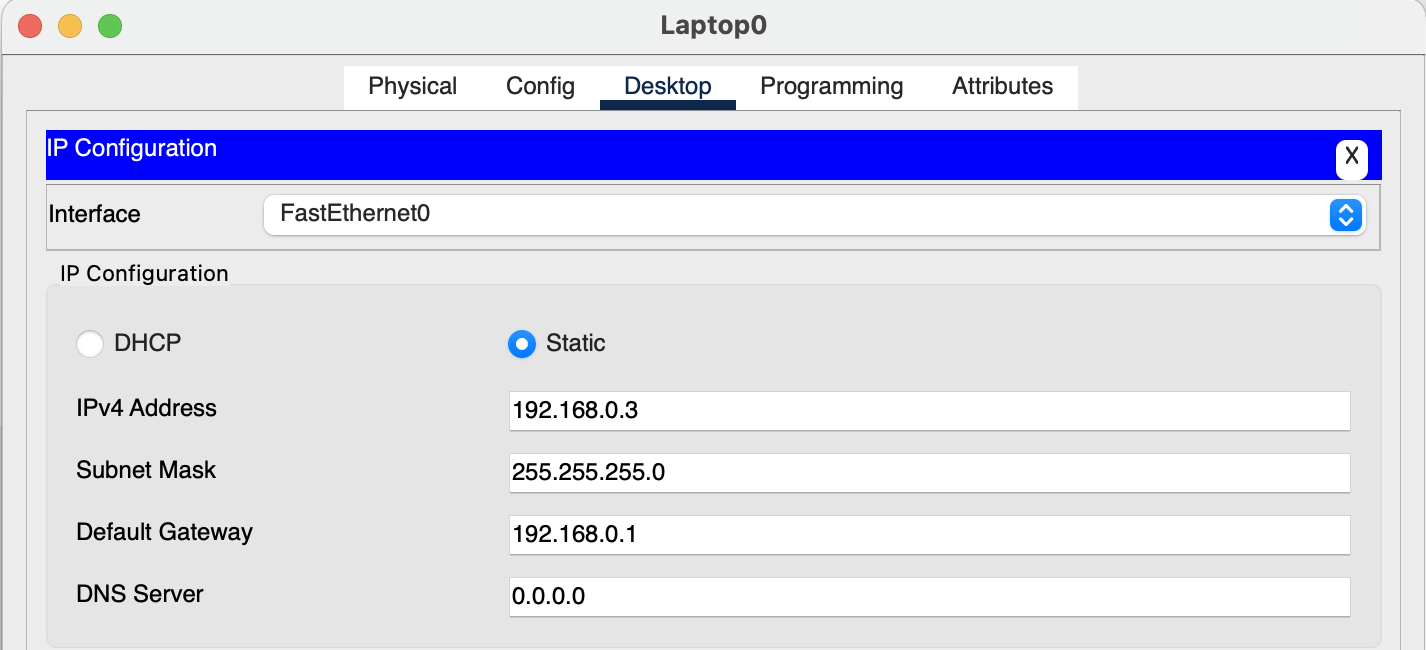 Laptop0
Physical Config Desktop Programming Attributes
IP Configuration X
Interface FastEthernet0
IP Configuration
DHCP Static
IPv4 Address 192.168.0.3
Subnet Mask 255.255.255.0
Default Gateway 192.168.0.1
DNS Server 0.0.0.0